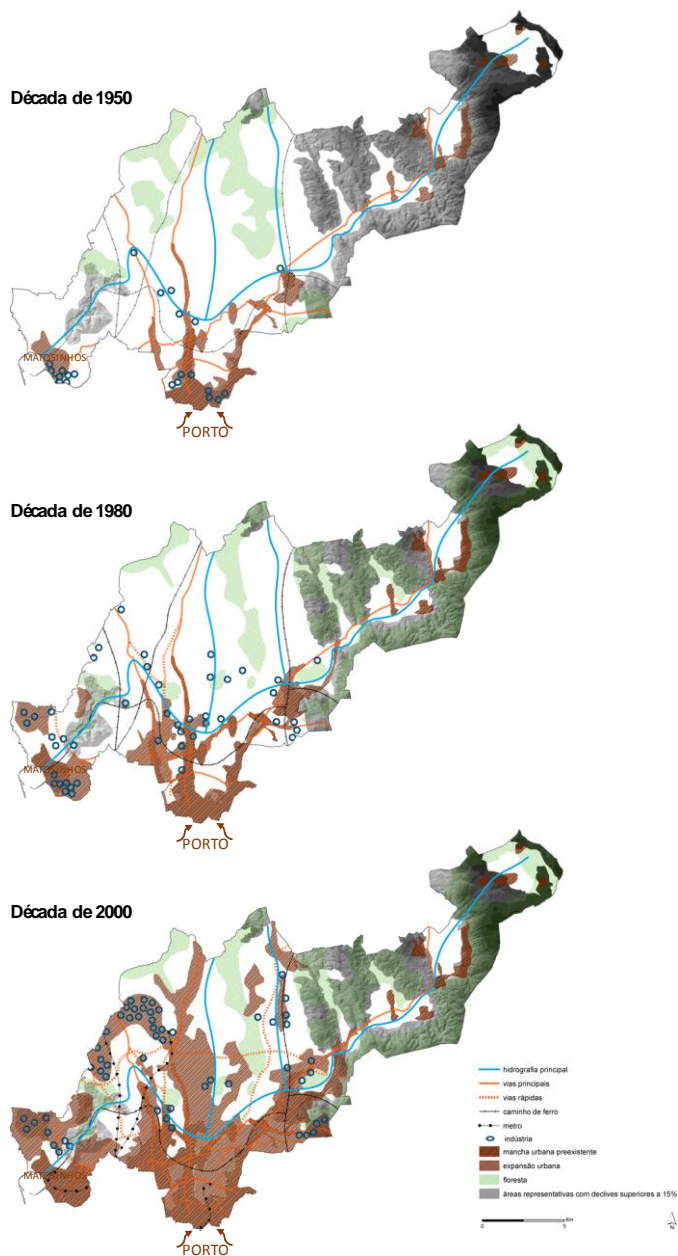 Década de 1950
MATOSINHOS
PORTO
Década de 1980
MATOSINHOS
PORTO
Década de 2000
MATOSINHOS
PORTO
hidrografia principal
vias principais
vias rápidas
caminho de ferro
metro
indústria
mancha urbana preexistente
expansão urbana
floresta
áreas representativas com declives superiores a 15%
0 5 Km
N